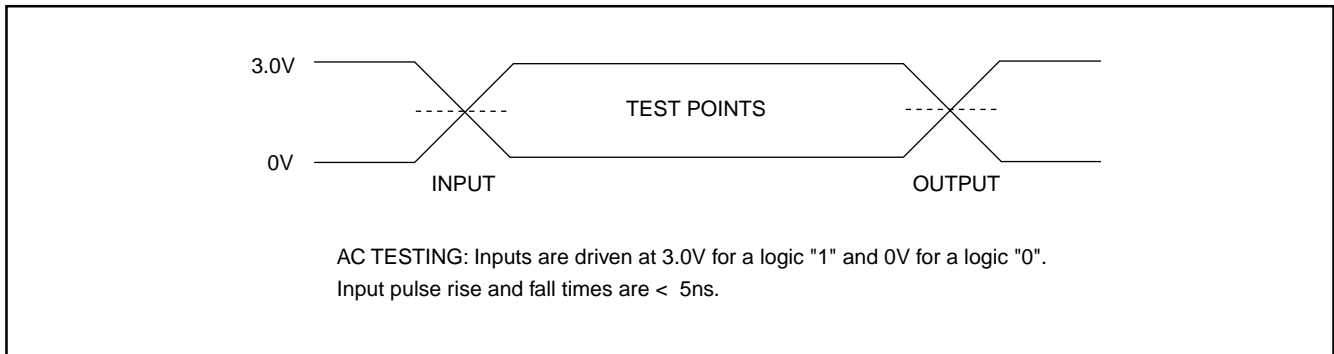 3.0V
TEST POINTS
0V
INPUT
OUTPUT
AC TESTING: Inputs are driven at 3.0V for a logic "1" and 0V for a logic "0".
Input pulse rise and fall times are < 5ns.